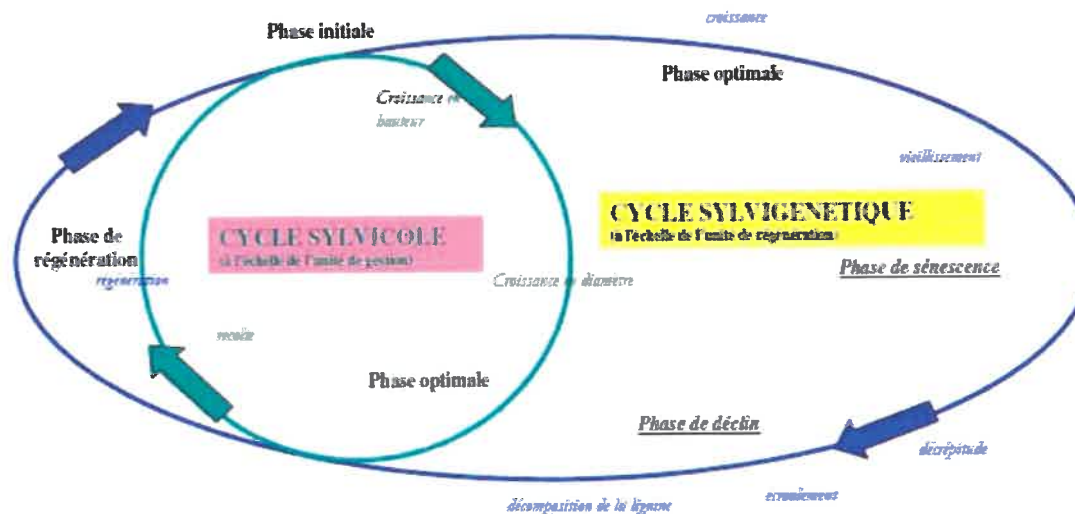 croissance
Phase initiale
Phase optimale
Croissance en
hauteur
vieillissement
CYCLE SYLVICOLE
(à l'échelle de l'unité de gestion)
CYCLE SYLVIGENETIQUE
(à l'échelle de l'unité de régénération)
Phase de
régénération
régénération
Croissance en diamètre
Phase de sénescence
recolte
Phase optimale
Phase de déclin
décrépitude
ecroulement
décomposition de la lignine